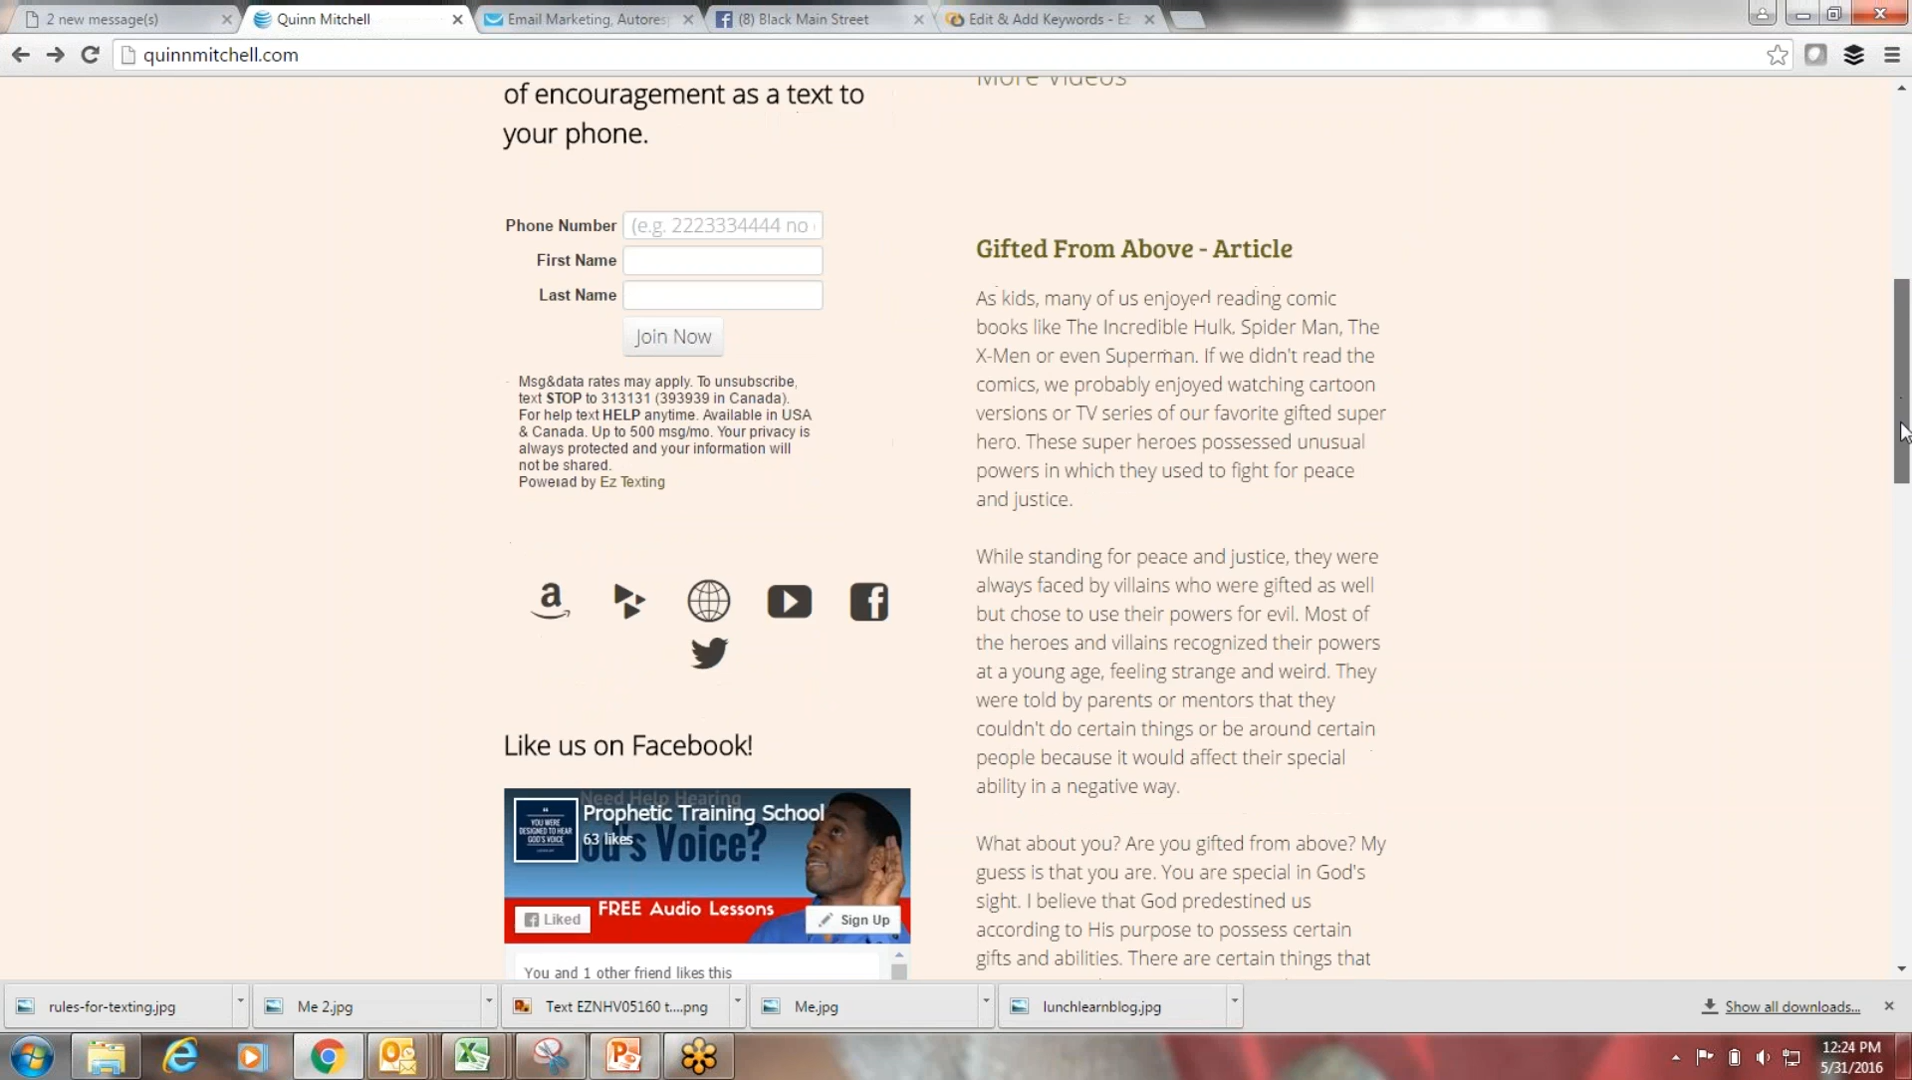 2 new message(s)
Quinn Mitchell
Email Marketing, Autores
(8) Black Main Street
Edit & Add Keywords - Ez
quinnmitchell.com
of encouragement as a text to
your phone.
Phone Number (e.g. 2223334444 no
First Name
Last Name
Join Now
Msg&data rates may apply. To unsubscribe,
text STOP to 313131 (393939 in Canada).
For help text HELP anytime. Available in USA
& Canada. Up to 500 msg/mo. Your privacy is
always protected and your information will
not be shared.
Powerad by Ez Texting
Like us on Facebook!
Need Help Hearing
Prophetic Training School
63 likes
God's Voice?
YOU WERE
DESIGNED TO HEAR
GOD'S VOICE
Liked
FREE Audio Lessons
Sign Up
You and 1 other friend likes this
More Videos
Gifted From Above - Article
As kids, many of us enjoyed reading comic
books like The Incredible Hulk, Spider Man, The
X-Men or even Superman. If we didn't read the
comics, we probably enjoyed watching cartoon
versions or TV series of our favorite gifted super
hero. These super heroes possessed unusual
powers in which they used to fight for peace
and justice.
While standing for peace and justice, they were
always faced by villains who were gifted as well
but chose to use their powers for evil. Most of
the heroes and villains recognized their powers
at a young age, feeling strange and weird. They
were told by parents or mentors that they
couldn't do certain things or be around certain
people because it would affect their special
ability in a negative way.
What about you? Are you gifted from above? My
guess is that you are. You are special in God's
sight. I believe that God predestined us
according to His purpose to possess certain
gifts and abilities. There are certain things that
rules-for-texting.jpg
Me 2.jpg
Text EZNHV05160 t....png
Me.jpg
lunchlearnblog.jpg
Show all downloads...
12:24 PM
5/31/2016